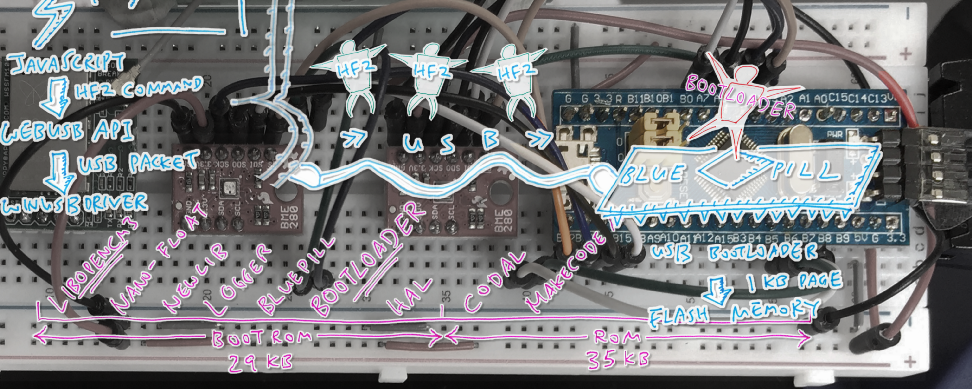 JAVASCRIPT
HF2 COMMAND
WEBUSB API
USB PACKET
WINUSB DRIVER
HF2
HF2
HF2
>> U S B >>
BOOTLOADER
BLUE PILL
LIBOPENCM3
NANO-FLOAT
NEWLIB
LOGGER
BLUEPILL
BOOTLOADER
HAL
CODAL
MAKECODE
BOOTROM
29 KB
ROM
35 KB
USB BOOTLOADER
1 KB PAGE
FLASH MEMORY
BME
280
BME
280
G G 3.3 R B11 B10 B1 B0 A7
A1 A0 C15 C14 C13
PWR
A9 A10 A11 A12 A15 B3 B4 B5 B6 B7 B8 B9 5V G 3.3